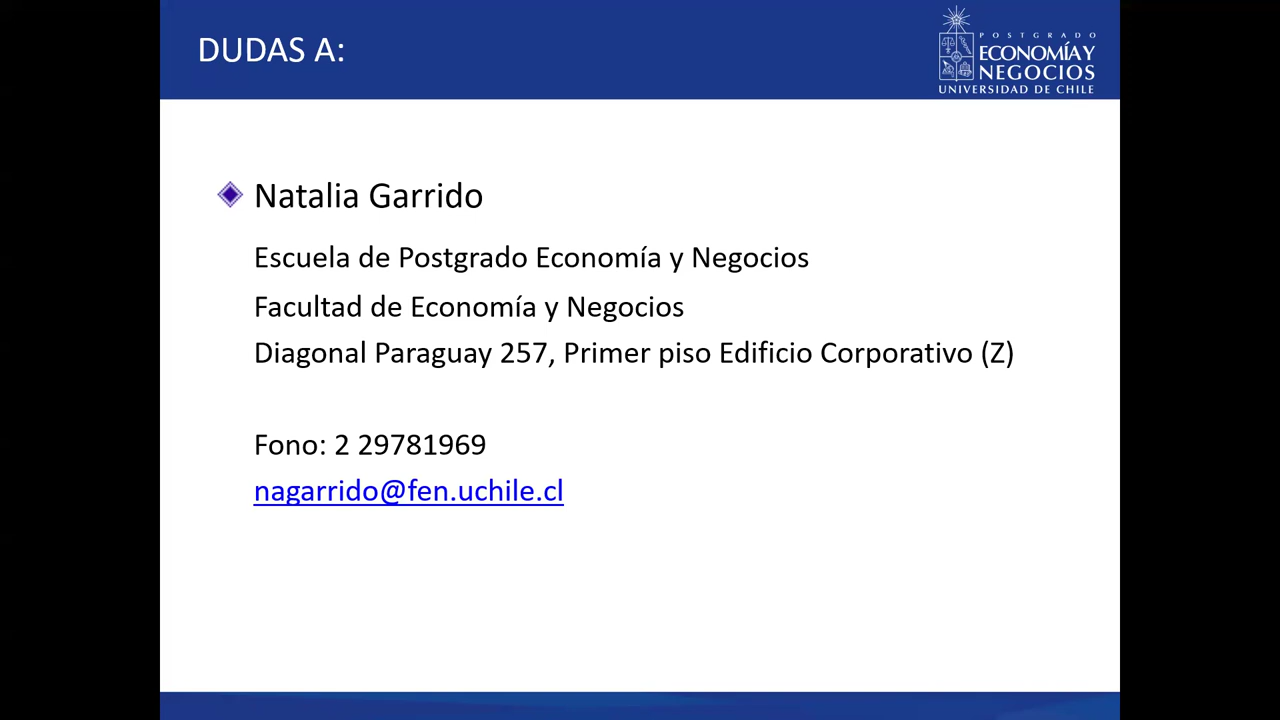 DUDAS A:
POSTGRADO
ECONOMÍA Y
NEGOCIOS
UNIVERSIDAD DE CHILE
Natalia Garrido
Escuela de Postgrado Economía y Negocios
Facultad de Economía y Negocios
Diagonal Paraguay 257, Primer piso Edificio Corporativo (Z)
Fono: 2 29781969
nagarrido@fen.uchile.cl